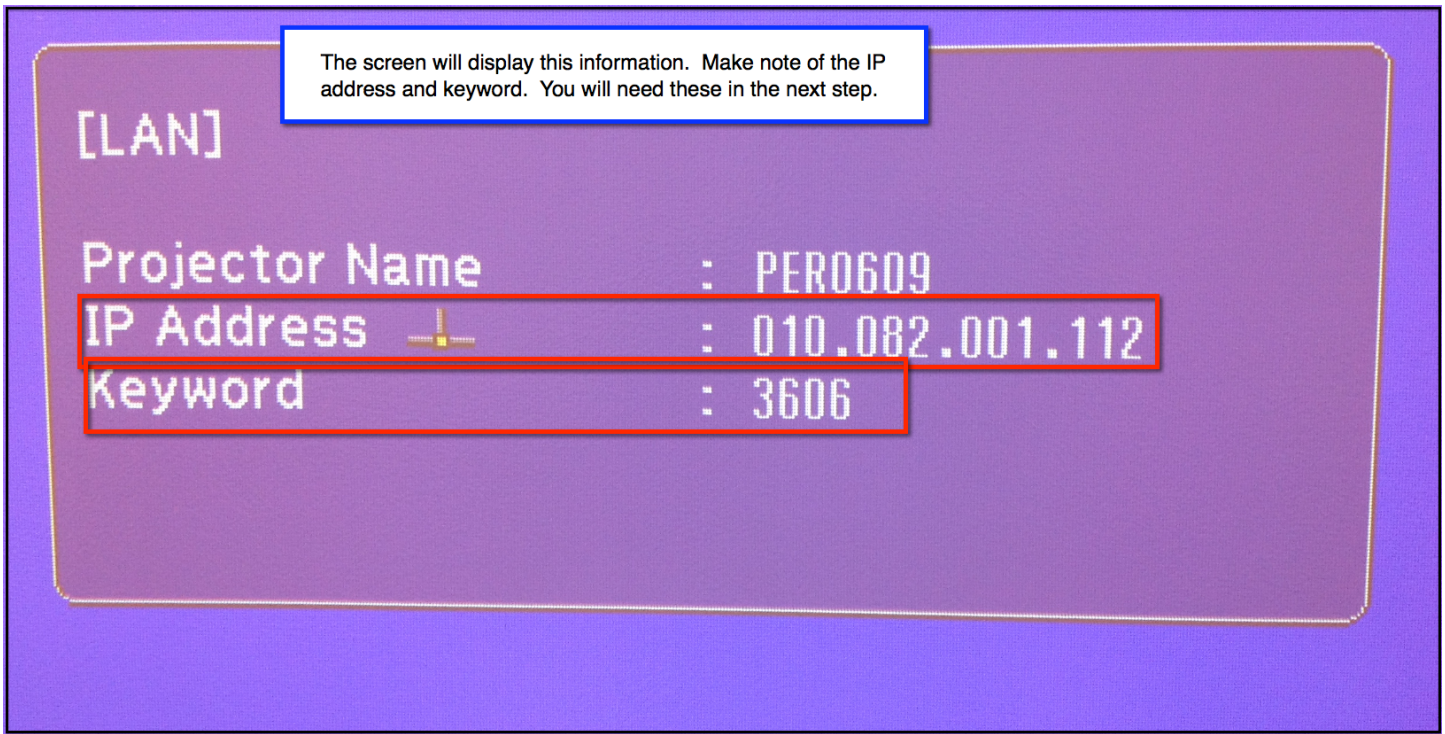 The screen will display this information.  Make note of the IP
address and keyword.  You will need these in the next step.
[LAN]
Projector Name : PER0609
IP Address : 010.082.001.112
Keyword : 3606